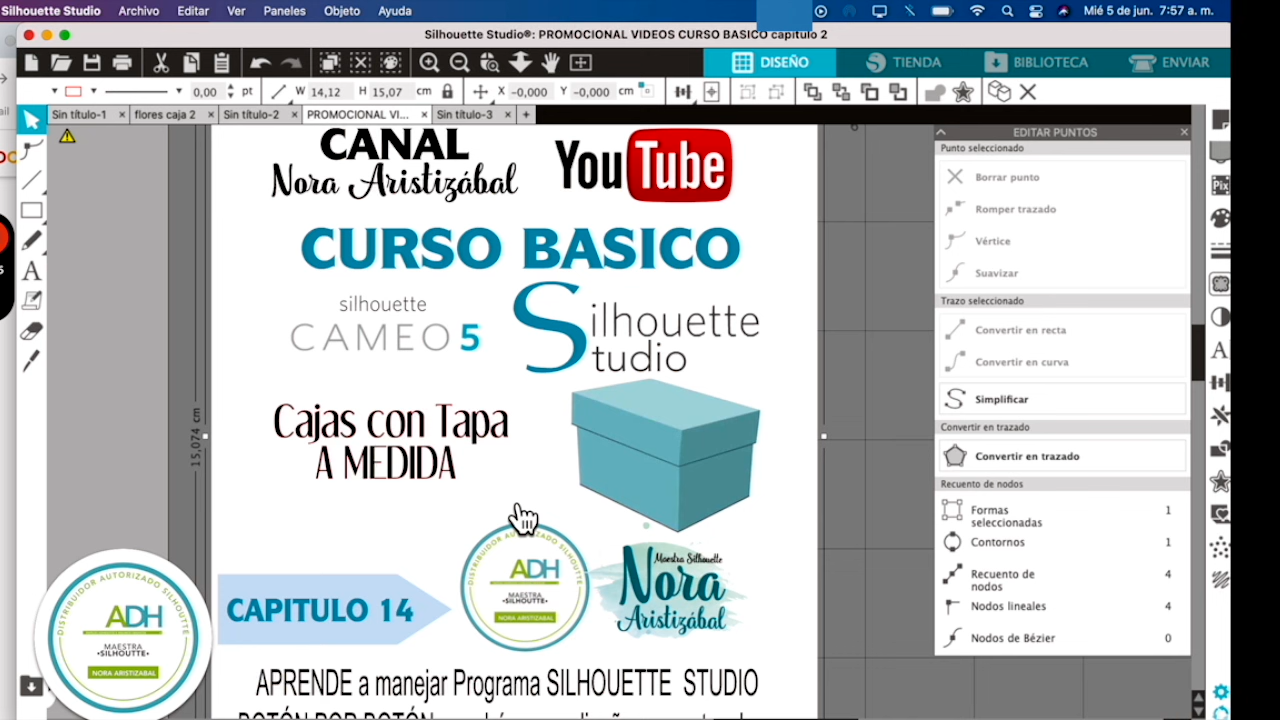 Silhouette Studio Archivo Editar Ver Paneles Objeto Ayuda Mié 5 de jun. 7:57 a. m.
Silhouette Studio®: PROMOCIONAL VIDEOS CURSO BASICO capitulo 2
DISEÑO TIENDA BIBLIOTECA ENVIAR
0,00 pt W 14,12 H 15,07 cm X -0,000 Y -0,000 cm
Sin título-1 flores caja 2 Sin título-2 PROMOCIONAL VI... Sin título-3
CANAL
Nora Aristizábal
YouTube
CURSO BASICO
silhouette
CAMEO 5
Silhouette
Studio
Cajas con Tapa
A MEDIDA
15,074 cm
DISTRIBUIDOR AUTORIZADO SILHOUETTE
ADH
MAESTRA
•SILHOUTTE•
NORA ARISTIZABAL
Maestra Silhouette
Nora
Aristizábal
CAPITULO 14
DISTRIBUIDOR AUTORIZADO SILHOUETTE
ADH
MAESTRA
•SILHOUTTE•
NORA ARISTIZABAL
APRENDE a manejar Programa SILHOUETTE STUDIO
EDITAR PUNTOS
Punto seleccionado
Borrar punto
Romper trazado
Vértice
Suavizar
Trazo seleccionado
Convertir en recta
Convertir en curva
Simplificar
Convertir en trazado
Convertir en trazado
Recuento de nodos
Formas 1
seleccionadas
Contornos 1
Recuento de 4
nodos
Nodos lineales 4
Nodos de Bézier 0
Pix